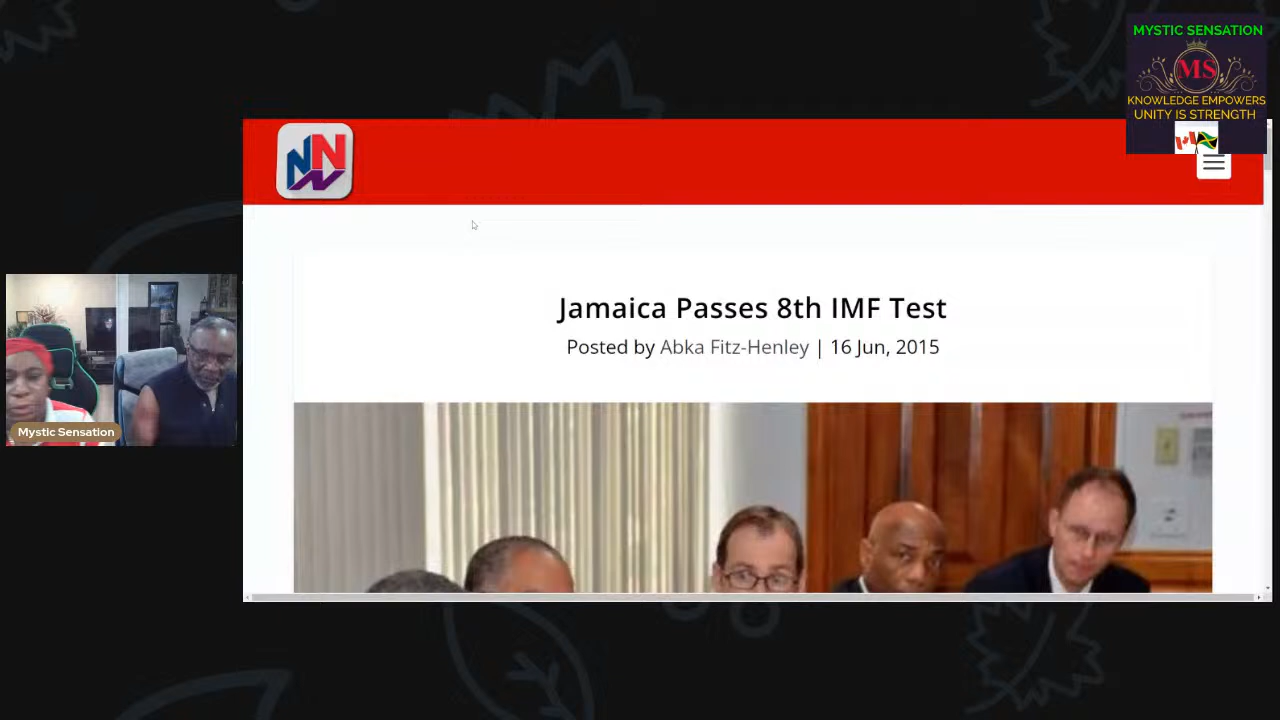 MYSTIC SENSATION
MS
KNOWLEDGE EMPOWERS
UNITY IS STRENGTH
NNN
Jamaica Passes 8th IMF Test
Posted by Abka Fitz-Henley | 16 Jun, 2015
Mystic Sensation